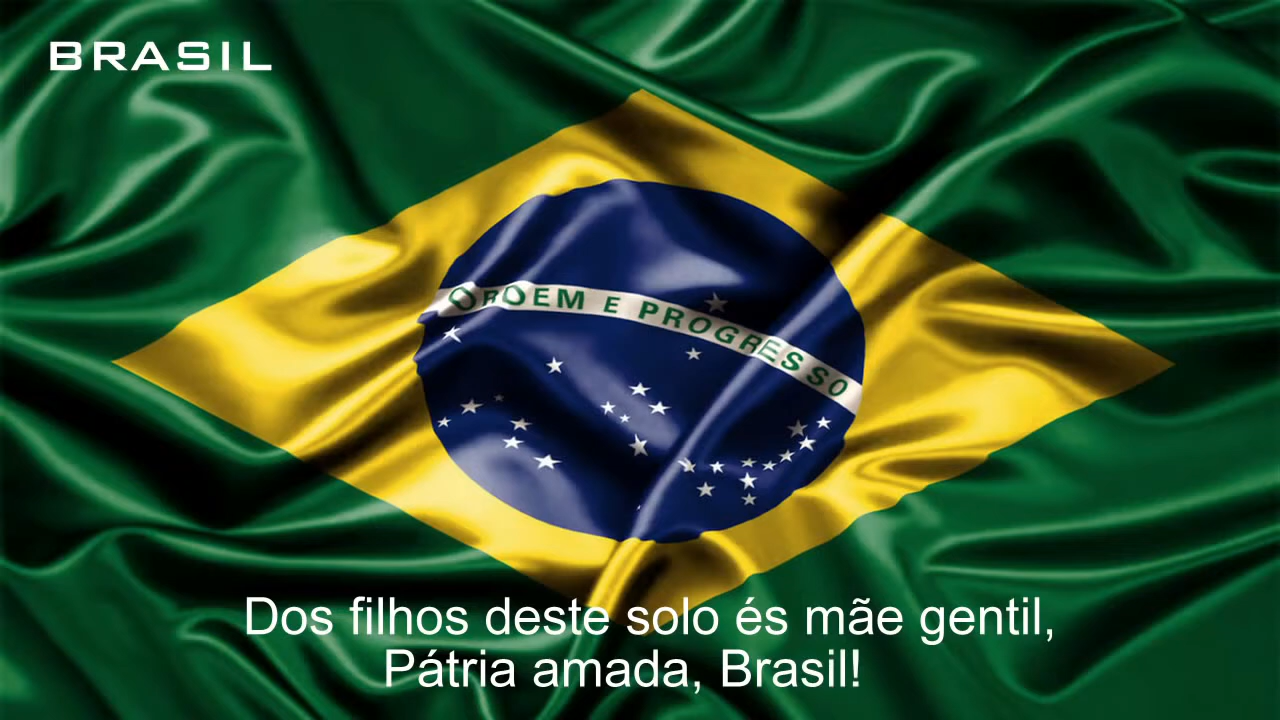 BRASIL
ORDEM E PROGRESSO
Dos filhos deste solo és mãe gentil,
Pátria amada, Brasil!